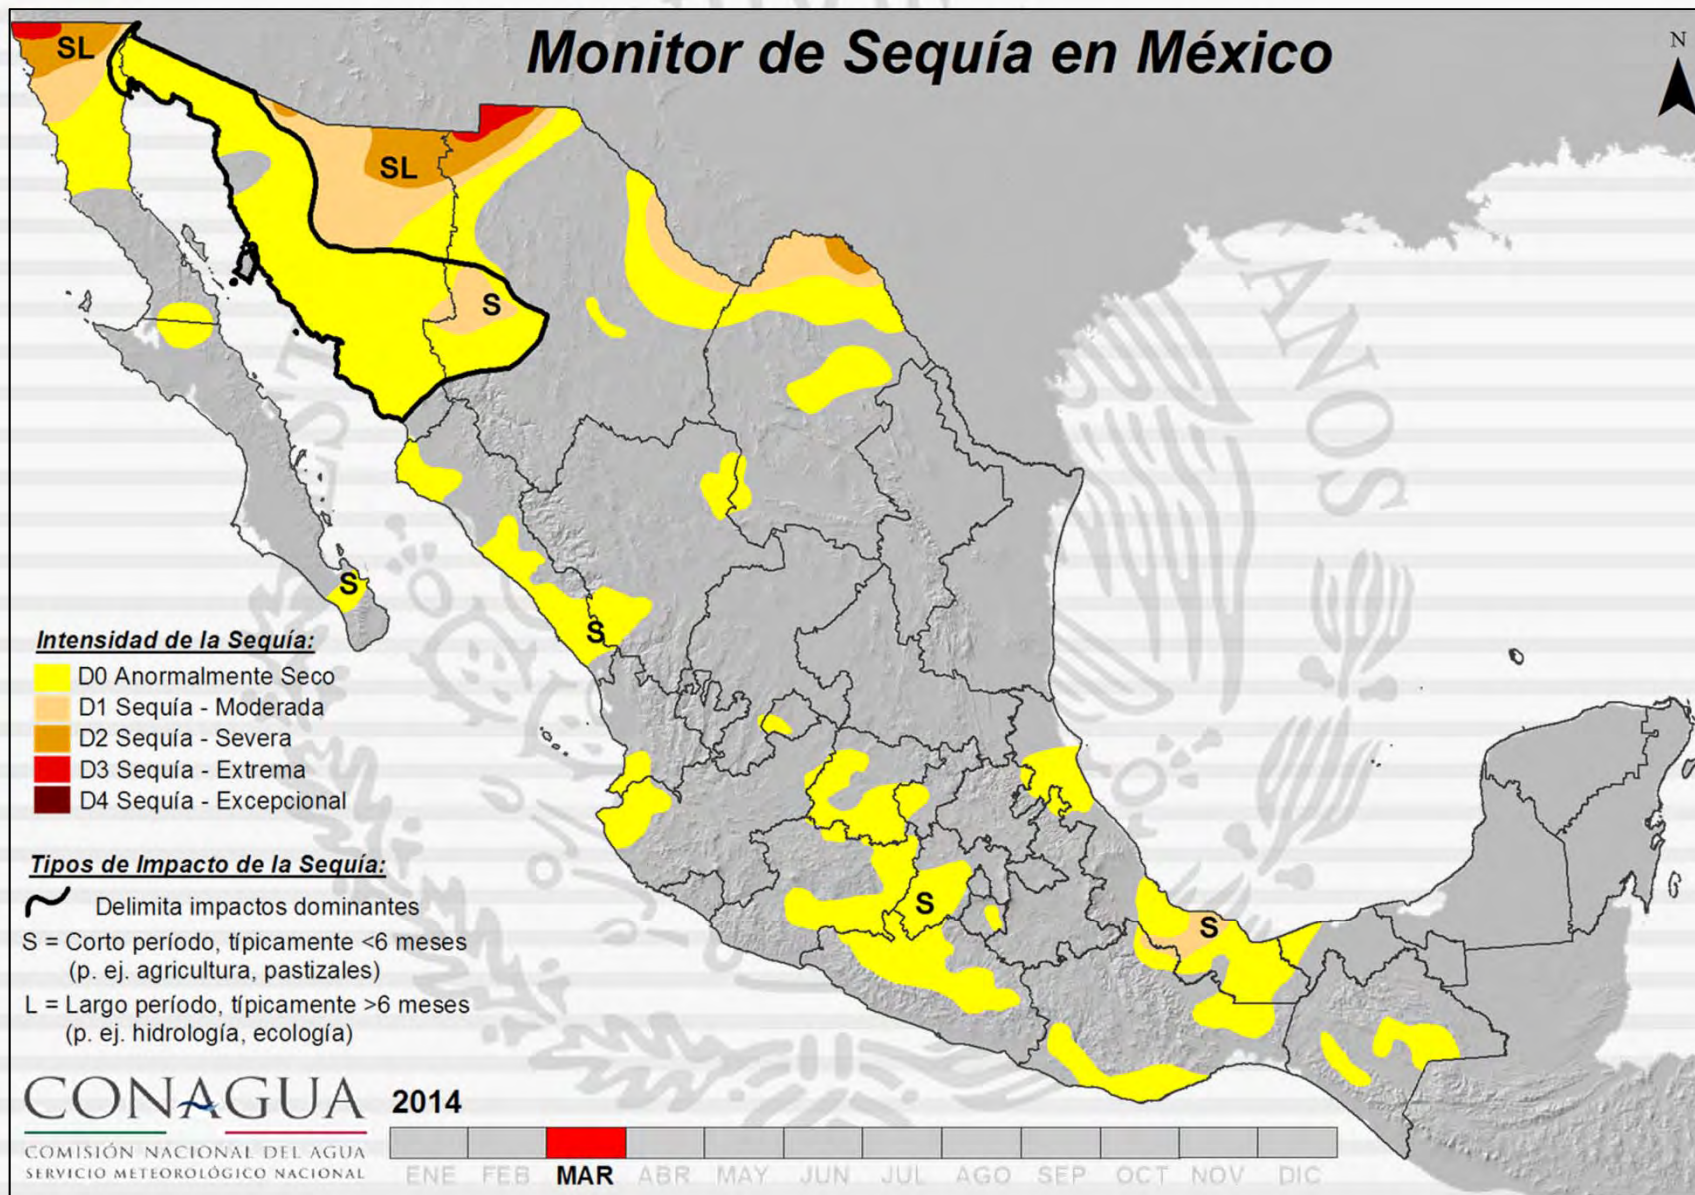 Monitor de Sequía en México
N
SL
SL
S
S
S
S
S
Intensidad de la Sequía:
D0 Anormalmente Seco
D1 Sequía - Moderada
D2 Sequía - Severa
D3 Sequía - Extrema
D4 Sequía - Excepcional
Tipos de Impacto de la Sequía:
Delimita impactos dominantes
S = Corto período, típicamente <6 meses
(p. ej. agricultura, pastizales)
L = Largo período, típicamente >6 meses
(p. ej. hidrología, ecología)
CONAGUA
COMISIÓN NACIONAL DEL AGUA
SERVICIO METEOROLÓGICO NACIONAL
2014
ENE FEB MAR ABR MAY JUN JUL AGO SEP OCT NOV DIC